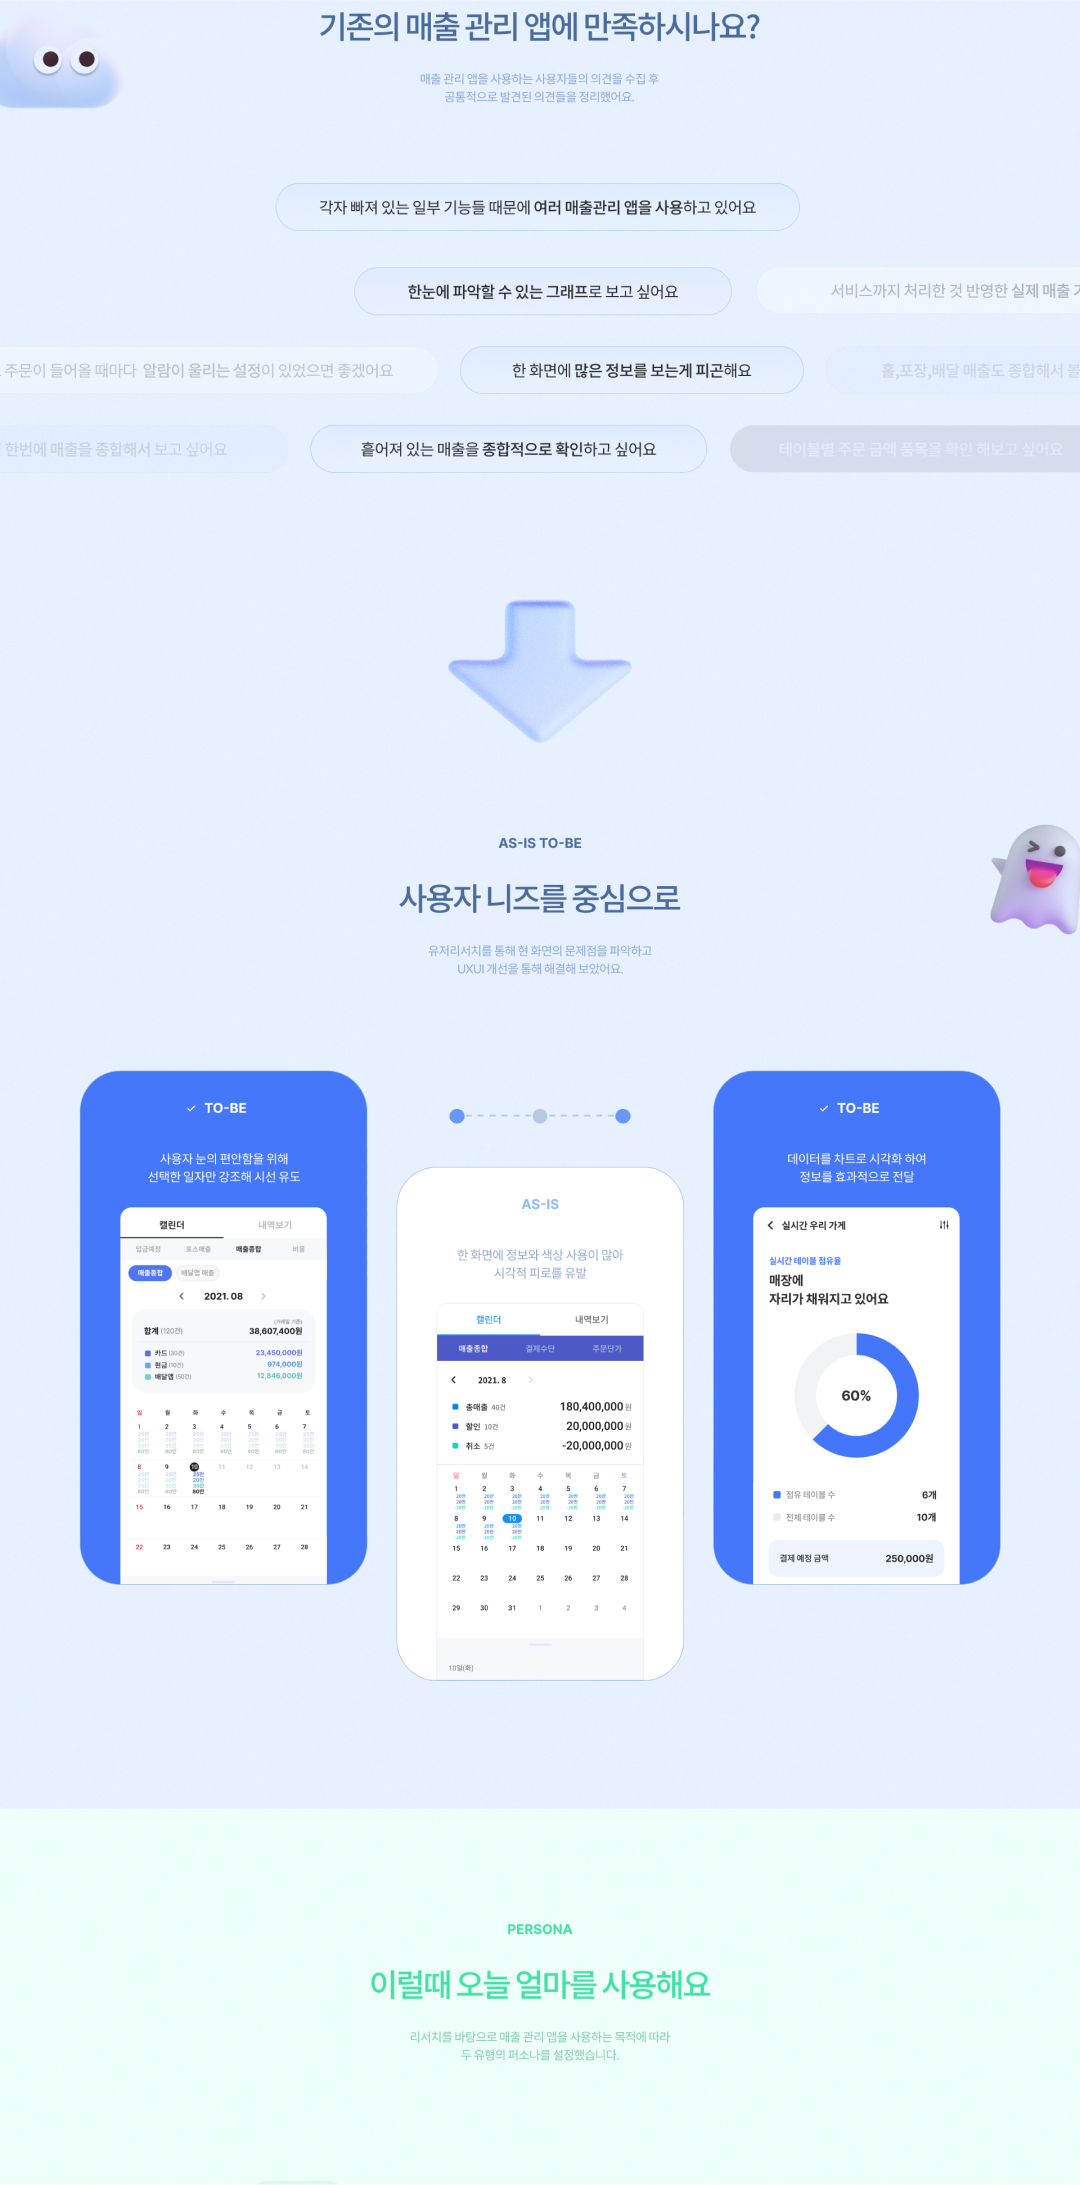 기존의 매출 관리 앱에 만족하시나요?
매출 관리 앱을 사용하는 사용자들의 의견을 수집 후
공통적으로 발견된 의견들을 정리했어요.
각자 빠져 있는 일부 기능들 때문에 여러 매출관리 앱을 사용하고 있어요
한눈에 파악할 수 있는 그래프로 보고 싶어요
서비스까지 처리한 것 반영한 실제 매출
주문이 들어올 때마다 알람이 울리는 설정이 있었으면 좋겠어요
한 화면에 많은 정보를 보는게 피곤해요
홀,포장,배달 매출도 종합해서
한번에 매출을 종합해서 보고 싶어요
흩어져 있는 매출을 종합적으로 확인하고 싶어요
테이블별 주문 금액 품목을 확인 해보고 싶어요
AS-IS TO-BE
사용자 니즈를 중심으로
유저리서치를 통해 현 화면의 문제점을 파악하고
UXUI 개선을 통해 해결해 보았어요.
TO-BE
사용자 눈의 편안함을 위해
선택한 일자만 강조해 시선 유도
캘린더 내역보기
입금예정 포스매출 매출종합 비용
매출종합 배달앱 매출
2021. 08
(거래일 기준)
합계 (120건) 38,607,400원
카드 (30건) 23,450,000원
현금 (10건) 974,000원
배달앱 (50건) 12,846,000원
일 월 화 수 목 금 토
1 2 3 4 5 6 7
8 9 10 11 12 13 14
15 16 17 18 19 20 21
22 23 24 25 26 27 28
AS-IS
한 화면에 정보와 색상 사용이 많아
시각적 피로를 유발
캘린더 내역보기
매출종합 결제수단 주문단가
2021. 8
총매출 40건 180,400,000원
할인 10건 20,000,000원
취소 5건 -20,000,000원
일 월 화 수 목 금 토
1 2 3 4 5 6 7
8 9 10 11 12 13 14
15 16 17 18 19 20 21
22 23 24 25 26 27 28
29 30 31 1 2 3 4
10일(화)
TO-BE
데이터를 차트로 시각화 하여
정보를 효과적으로 전달
실시간 우리 가게
실시간 테이블 점유율
매장에
자리가 채워지고 있어요
60%
점유 테이블 수 6개
전체 테이블 수 10개
결제 예정 금액 250,000원
PERSONA
이럴때 오늘 얼마를 사용해요
리서치를 바탕으로 매출 관리 앱을 사용하는 목적에 따라
두 유형의 퍼소나를 설정했습니다.